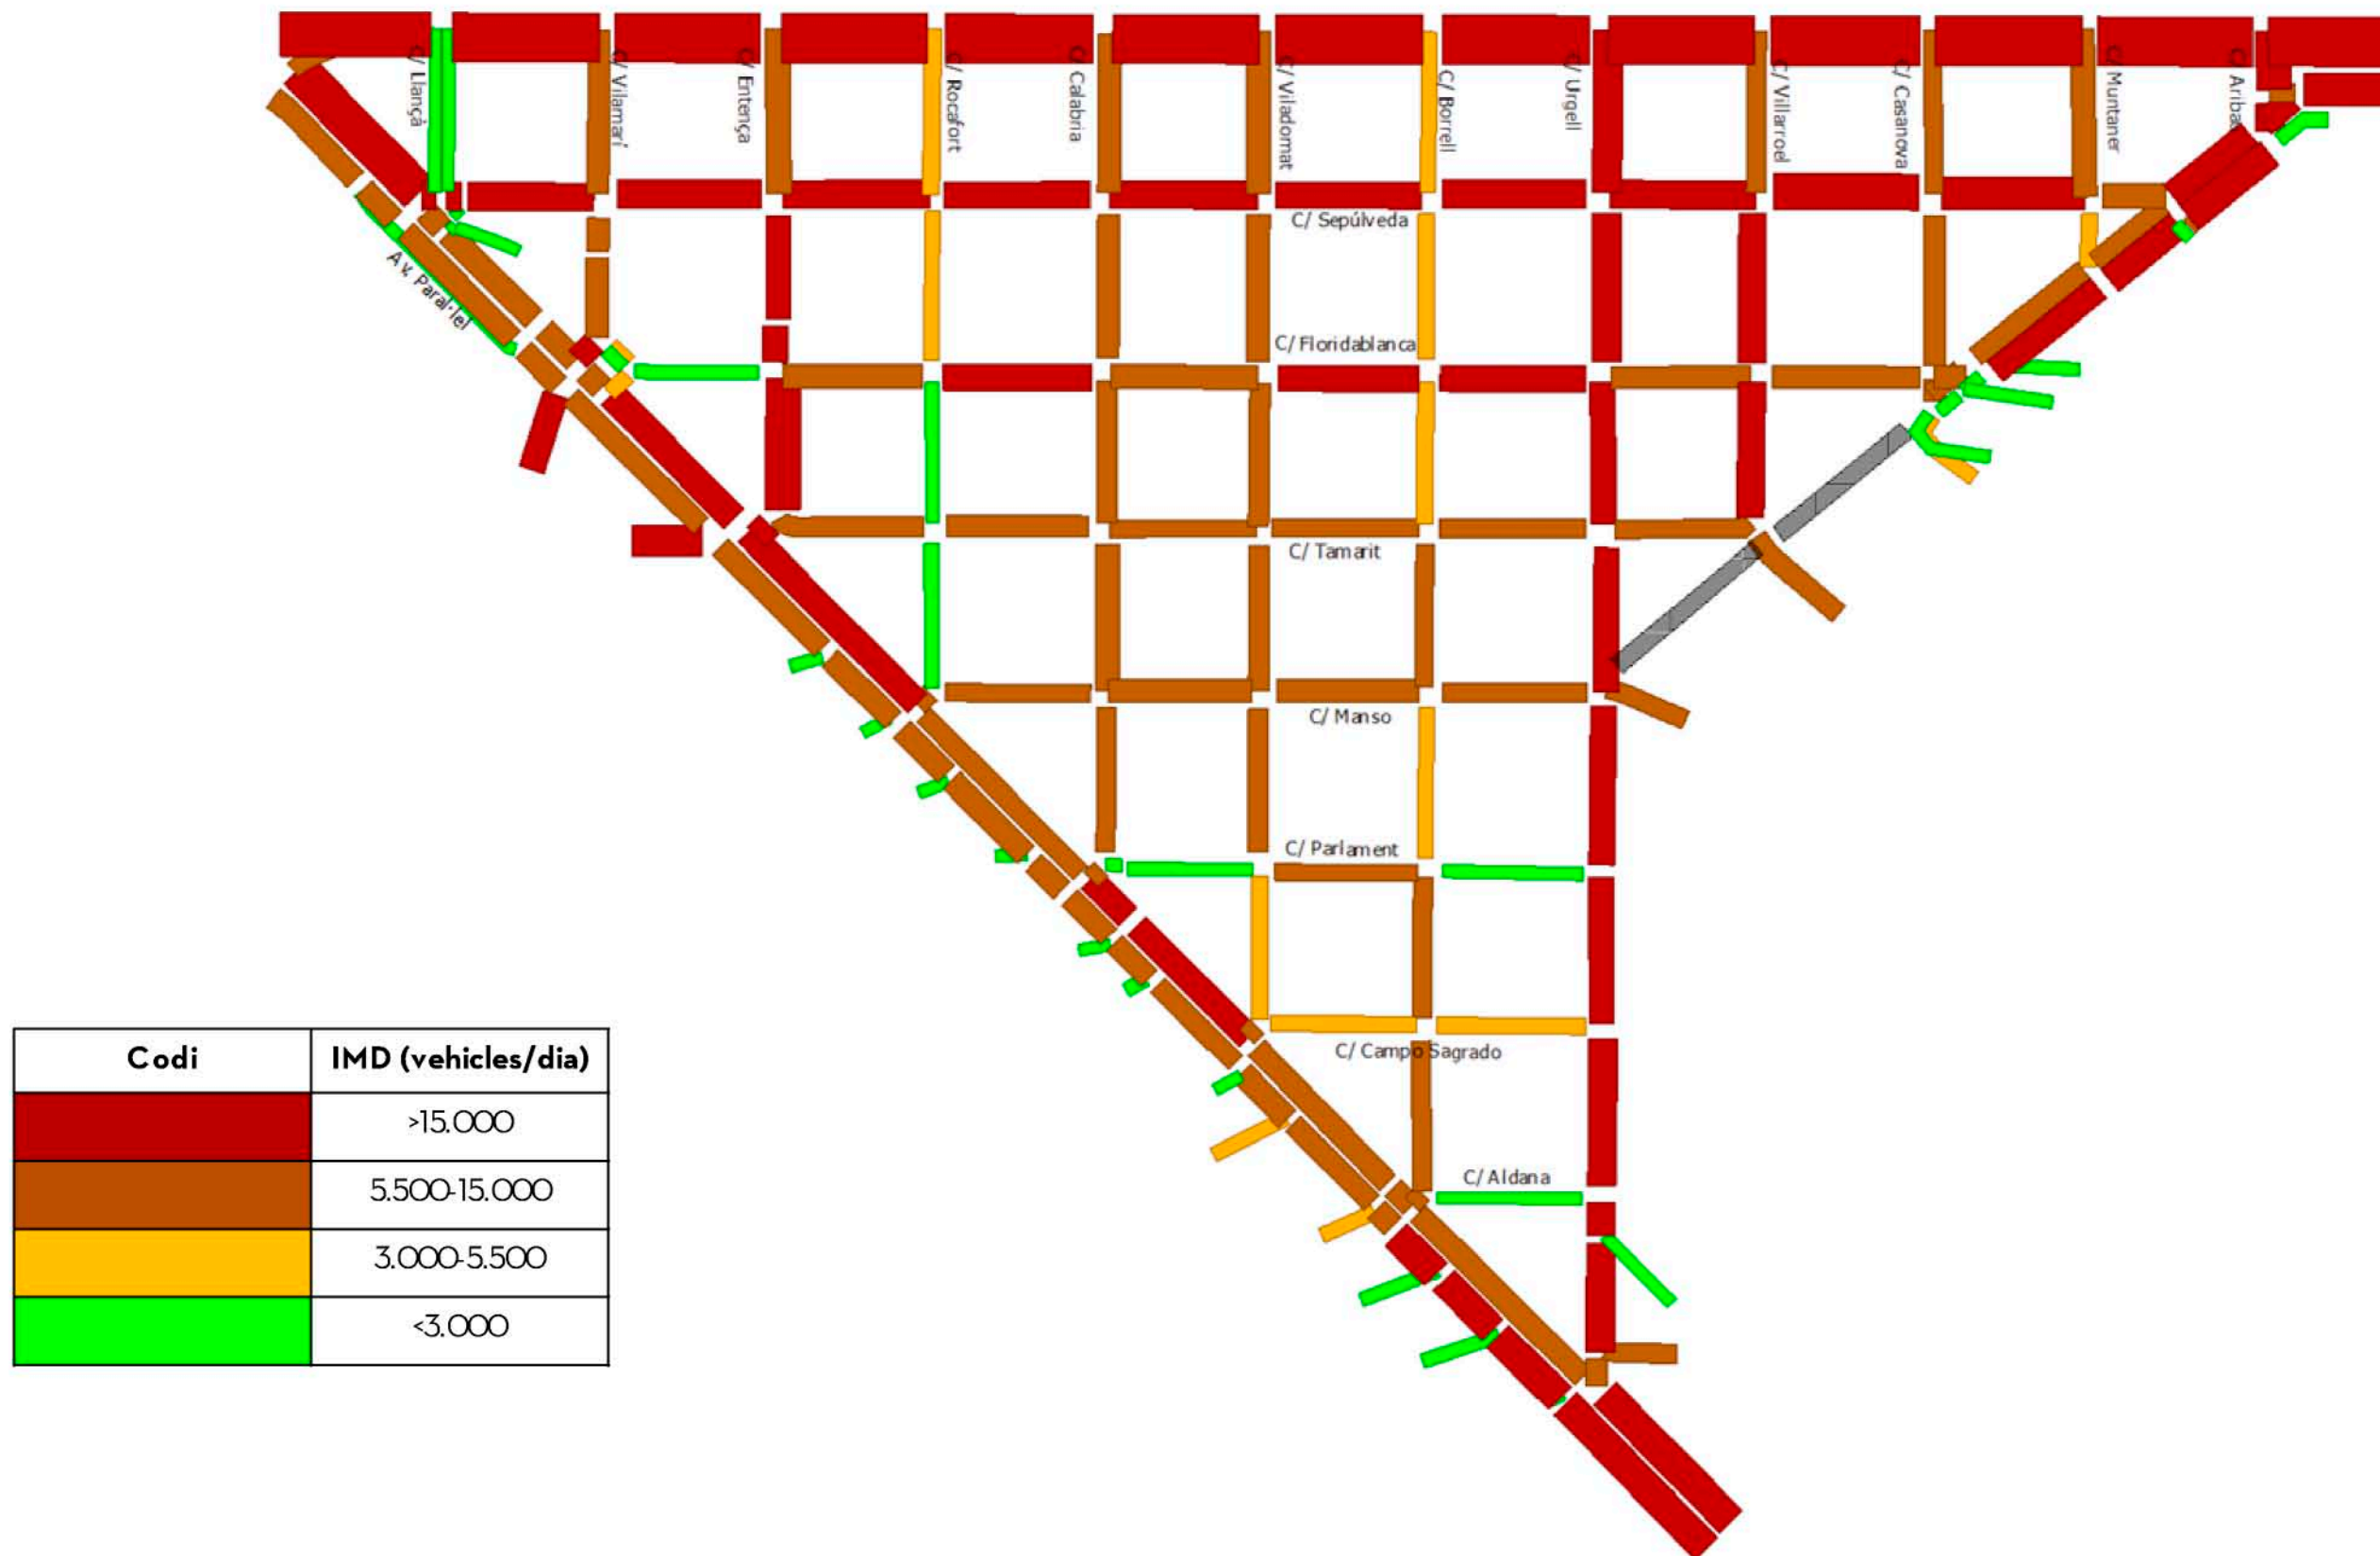 C/ Llançà
C/ Vilamarí
C/ Entença
C/ Rocafort
C/ Calabria
C/ Viladomat
C/ Borrell
C/ Urgell
C/ Villarroel
C/ Casanova
C/ Muntaner
C/ Aribau
C/ Sepúlveda
Av. Paral·lel
C/ Floridablanca
C/ Tamarit
C/ Manso
C/ Parlament
C/ Campo Sagrado
C/ Aldana
Codi IMD (vehicles/dia)
>15.000
5.500-15.000
3.000-5.500
<3.000